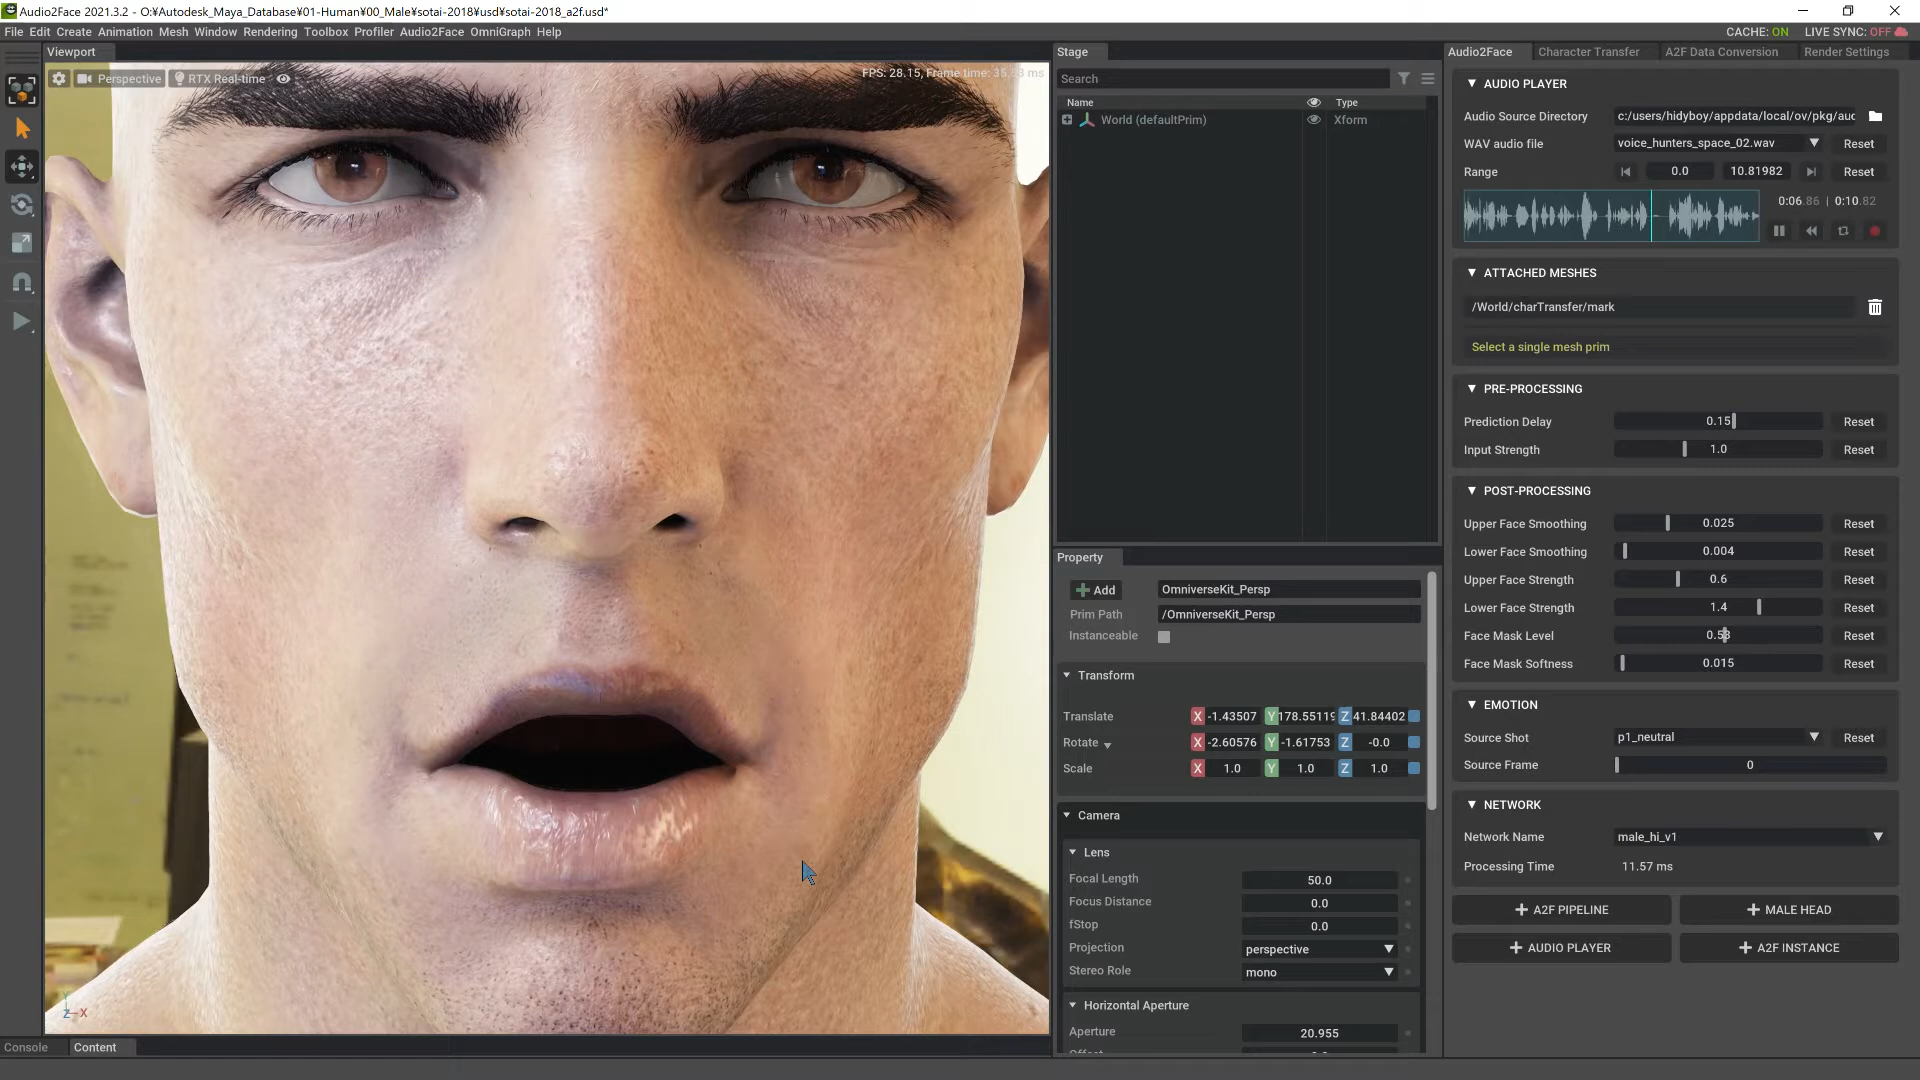 Audio2Face 2021.3.2 - O:¥Autodesk_Maya_Database¥01-Human¥00_Male¥sotai-2018¥usd¥sotai-2018_a2f.usd*
File Edit Create Animation Mesh Window Rendering Toolbox Profiler Audio2Face OmniGraph Help
CACHE: ON LIVE SYNC: OFF
Viewport
Perspective RTX Real-time
FPS: 28.15, Frame time: 35. ms
Console Content
Z X
Stage
Search
Name Type
World (defaultPrim) Xform
Property
Add OmniverseKit_Persp
Prim Path /OmniverseKit_Persp
Instanceable
Transform
Translate X -1.43507 Y 178.55119 Z 41.84402
Rotate X -2.60576 Y -1.61753 Z -0.0
Scale X 1.0 Y 1.0 Z 1.0
Camera
Lens
Focal Length 50.0
Focus Distance 0.0
fStop 0.0
Projection perspective
Stereo Role mono
Horizontal Aperture
Aperture 20.955
Audio2Face Character Transfer A2F Data Conversion Render Settings
AUDIO PLAYER
Audio Source Directory c:/users/hidyboy/appdata/local/ov/pkg/auc
WAV audio file voice_hunters_space_02.wav Reset
Range 0.0 10.81982 Reset
0:06.86 | 0:10.82
ATTACHED MESHES
/World/charTransfer/mark
Select a single mesh prim
PRE-PROCESSING
Prediction Delay 0.15 Reset
Input Strength 1.0 Reset
POST-PROCESSING
Upper Face Smoothing 0.025 Reset
Lower Face Smoothing 0.004 Reset
Upper Face Strength 0.6 Reset
Lower Face Strength 1.4 Reset
Face Mask Level 0.53 Reset
Face Mask Softness 0.015 Reset
EMOTION
Source Shot p1_neutral Reset
Source Frame 0
NETWORK
Network Name male_hi_v1
Processing Time 11.57 ms
+ A2F PIPELINE + MALE HEAD
+ AUDIO PLAYER + A2F INSTANCE